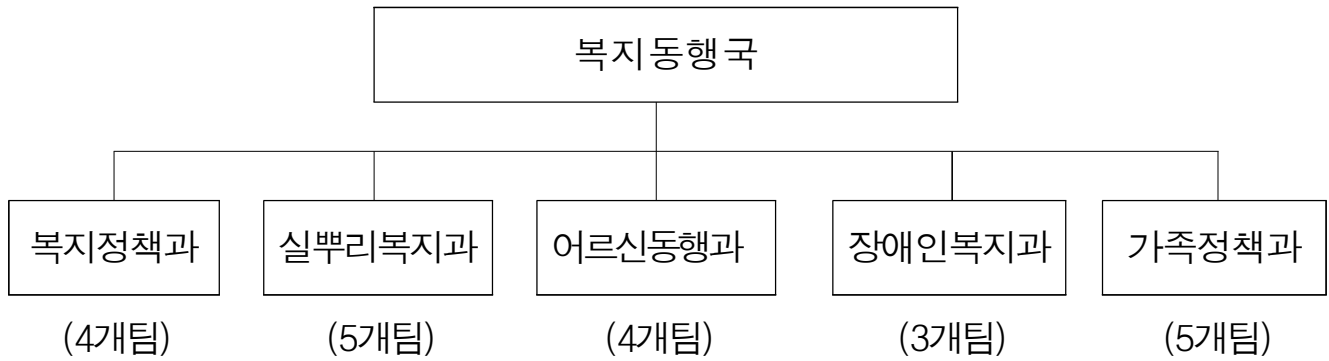 복지동행국
복지정책과 실뿌리복지과 어르신동행과 장애인복지과 가족정책과
(4개팀) (5개팀) (4개팀) (3개팀) (5개팀)